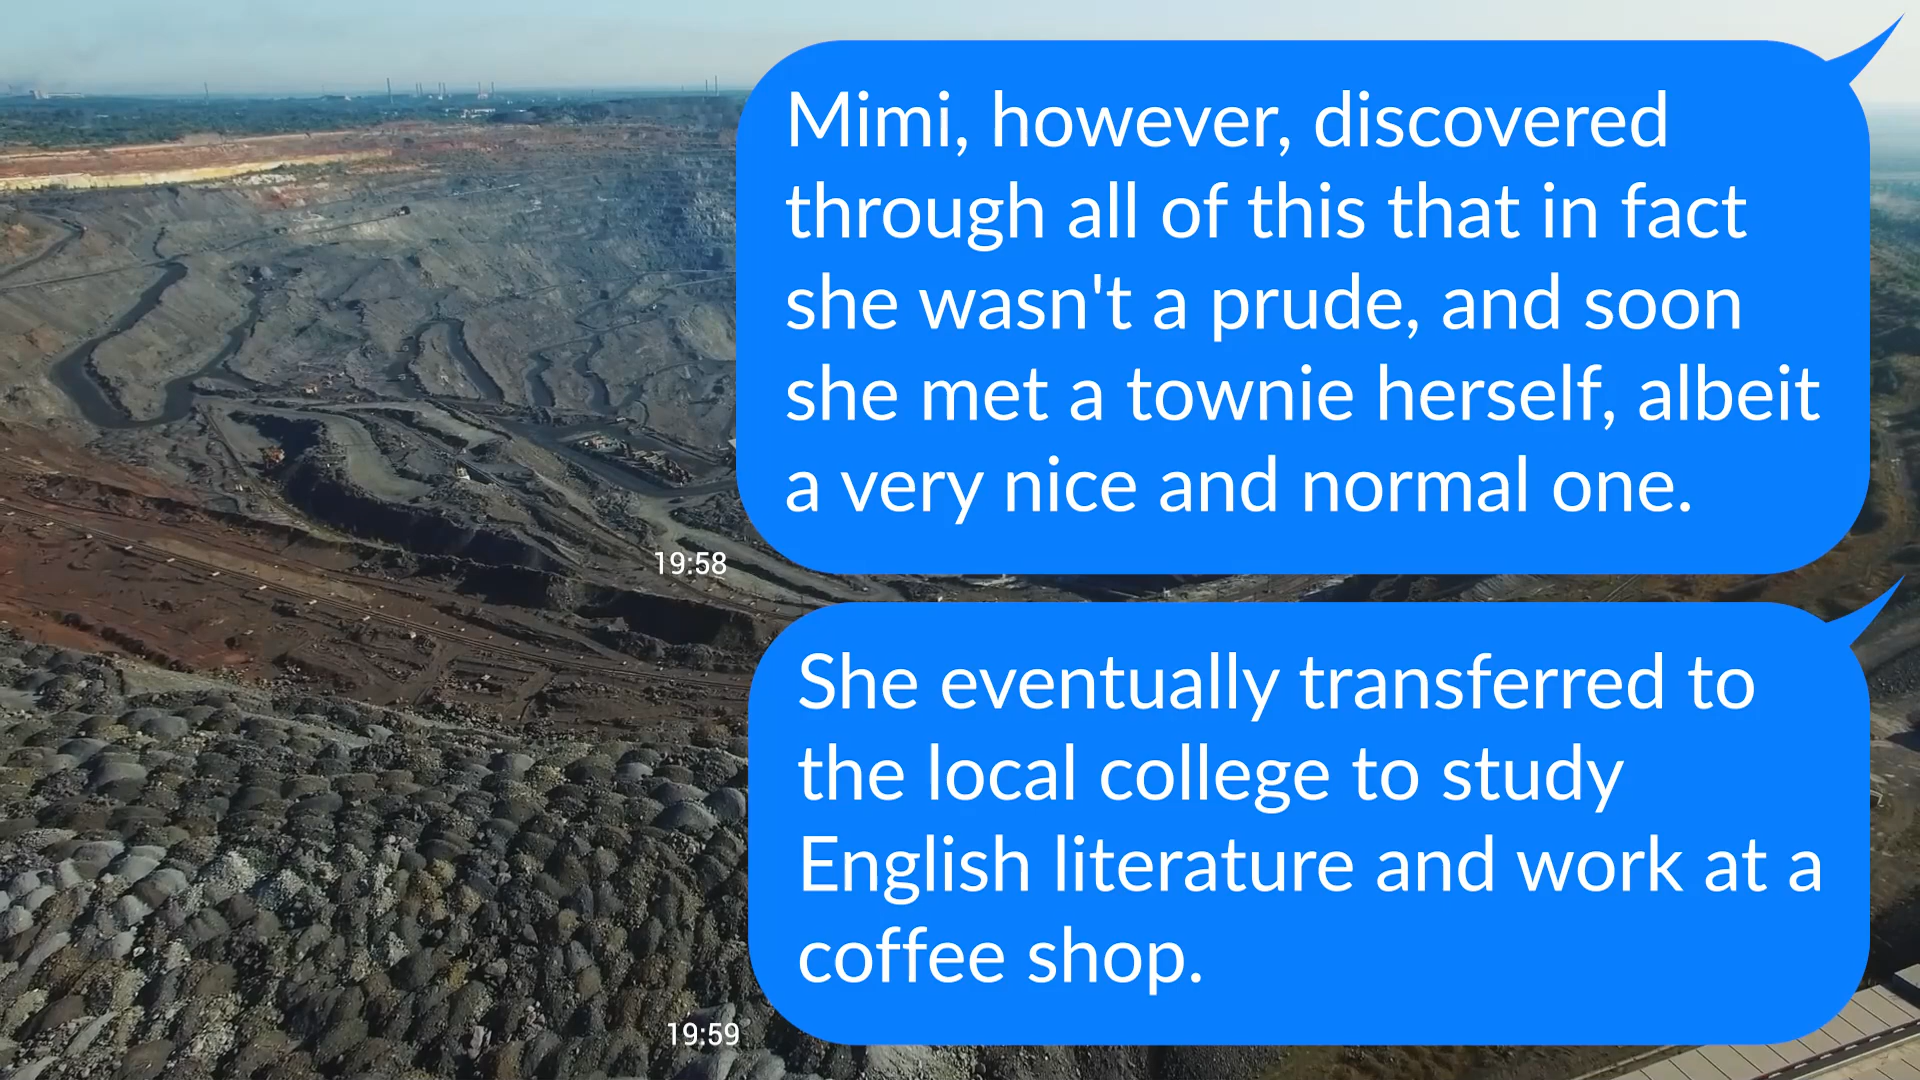 Mimi, however, discovered
through all of this that in fact
she wasn't a prude, and soon
she met a townie herself, albeit
a very nice and normal one.
19:58
She eventually transferred to
the local college to study
English literature and work at a
coffee shop.
19:59